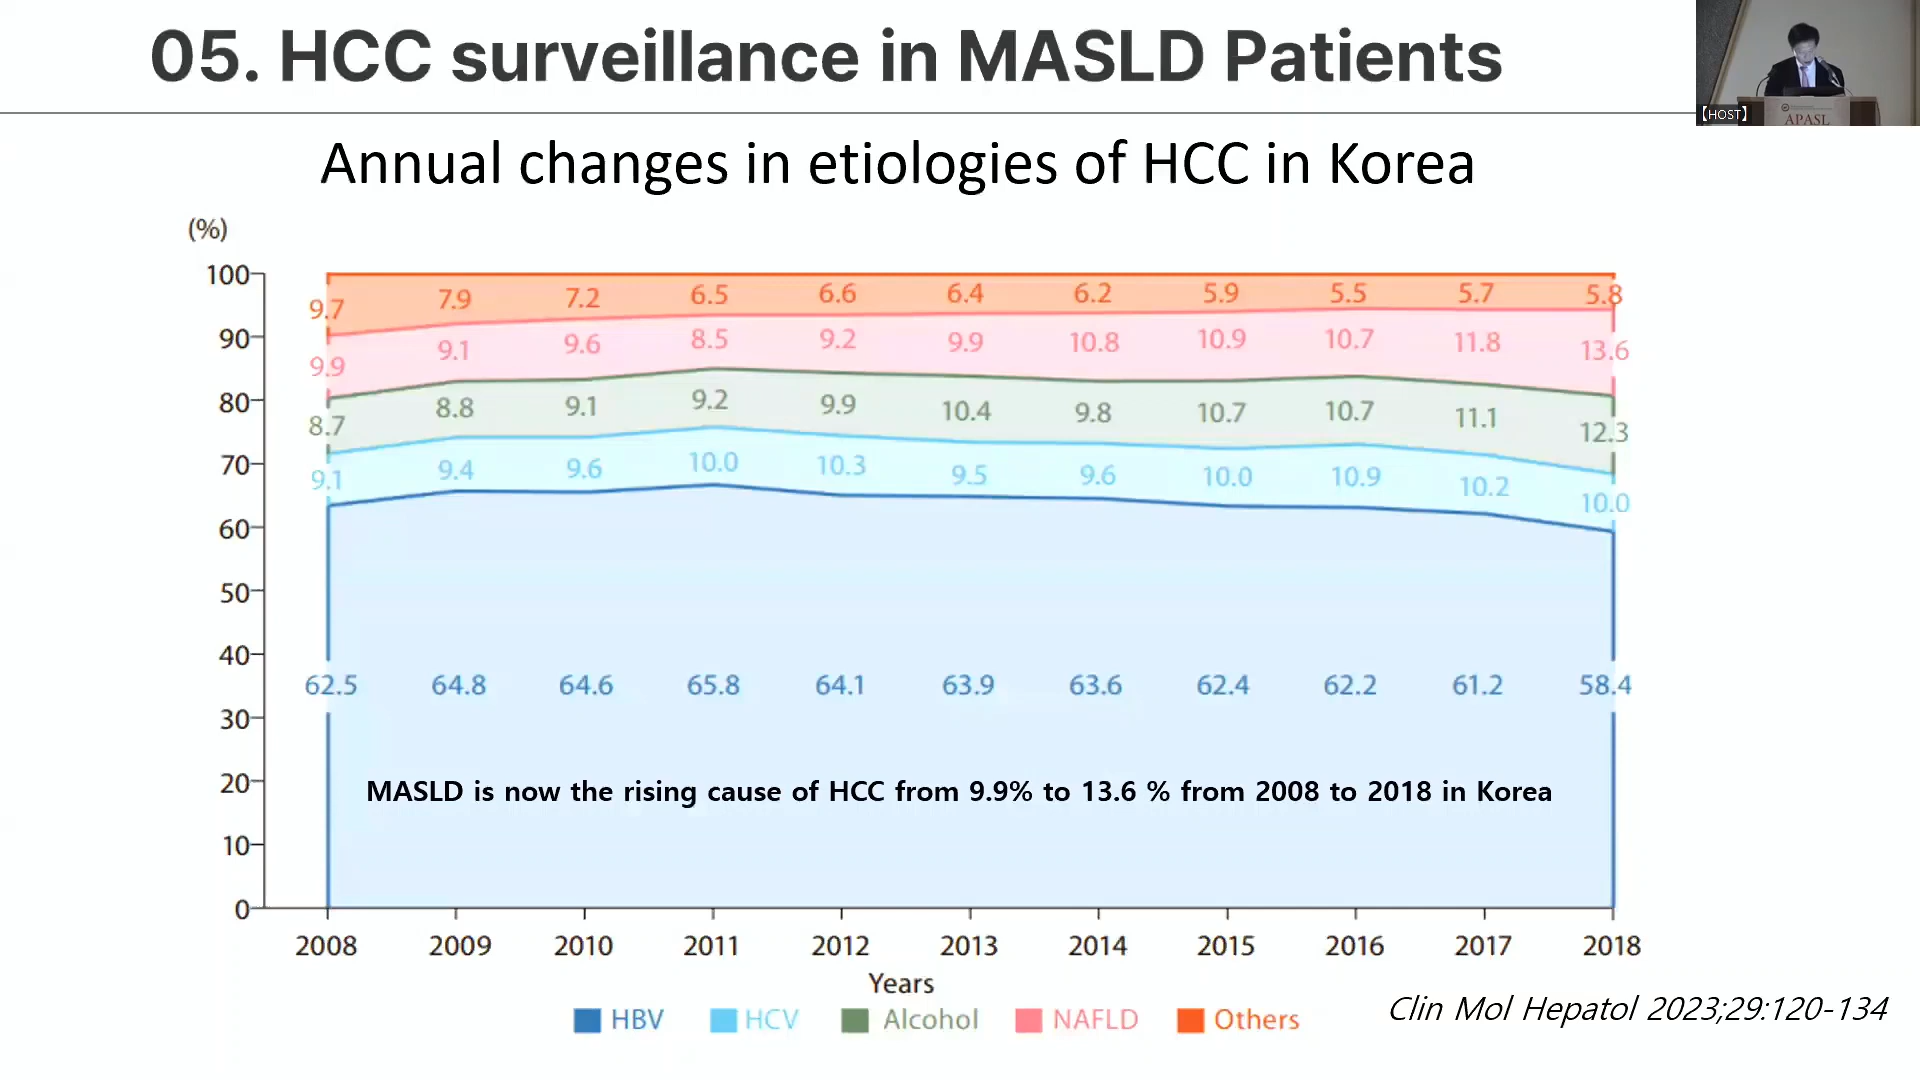 05. HCC surveillance in MASLD Patients
【HOST】
APASL
Annual changes in etiologies of HCC in Korea
(%)
100
90
80
70
60
50
40
30
20
10
0
9.7 7.9 7.2 6.5 6.6 6.4 6.2 5.9 5.5 5.7 5.8
9.9 9.1 9.6 8.5 9.2 9.9 10.8 10.9 10.7 11.8 13.6
8.7 8.8 9.1 9.2 9.9 10.4 9.8 10.7 10.7 11.1 12.3
9.1 9.4 9.6 10.0 10.3 9.5 9.6 10.0 10.9 10.2 10.0
62.5 64.8 64.6 65.8 64.1 63.9 63.6 62.4 62.2 61.2 58.4
MASLD is now the rising cause of HCC from 9.9% to 13.6 % from 2008 to 2018 in Korea
2008 2009 2010 2011 2012 2013 2014 2015 2016 2017 2018
Years
HBV HCV Alcohol NAFLD Others
Clin Mol Hepatol 2023;29:120-134